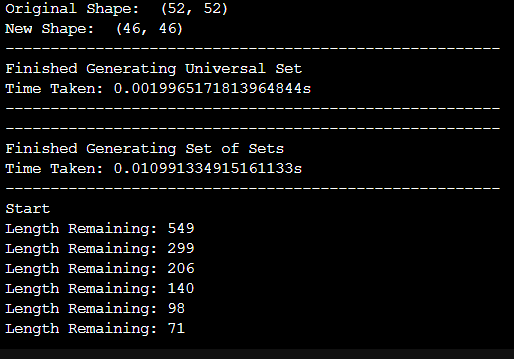 Original Shape:  (52, 52)
New Shape:  (46, 46)
-------------------------------------------------------
Finished Generating Universal Set
Time Taken: 0.0019965171813964844s
-------------------------------------------------------
-------------------------------------------------------
Finished Generating Set of Sets
Time Taken: 0.010991334915161133s
-------------------------------------------------------
Start
Length Remaining: 549
Length Remaining: 299
Length Remaining: 206
Length Remaining: 140
Length Remaining: 98
Length Remaining: 71